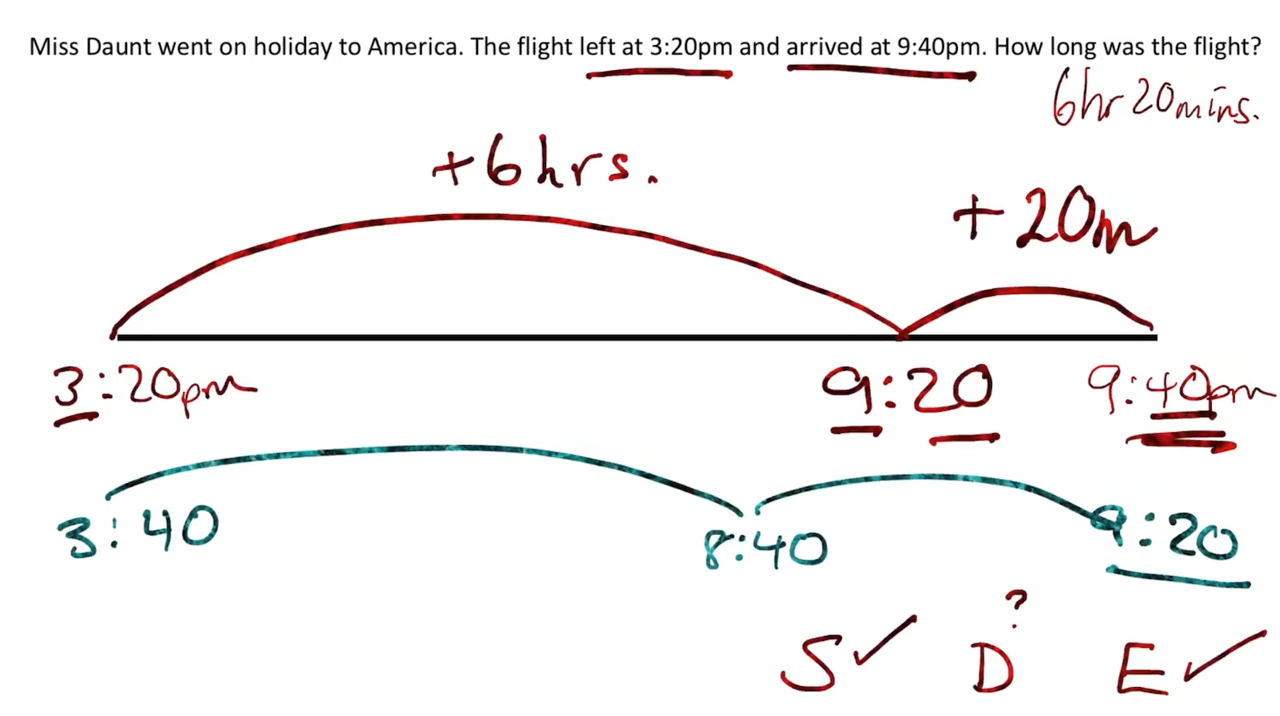 Miss Daunt went on holiday to America. The flight left at 3:20pm and arrived at 9:40pm. How long was the flight?
6hr 20mins.
+6hrs.
+20m
3:20pm 9:20 9:40pm
3:40 8:40 9:20
?
S✓ D E✓